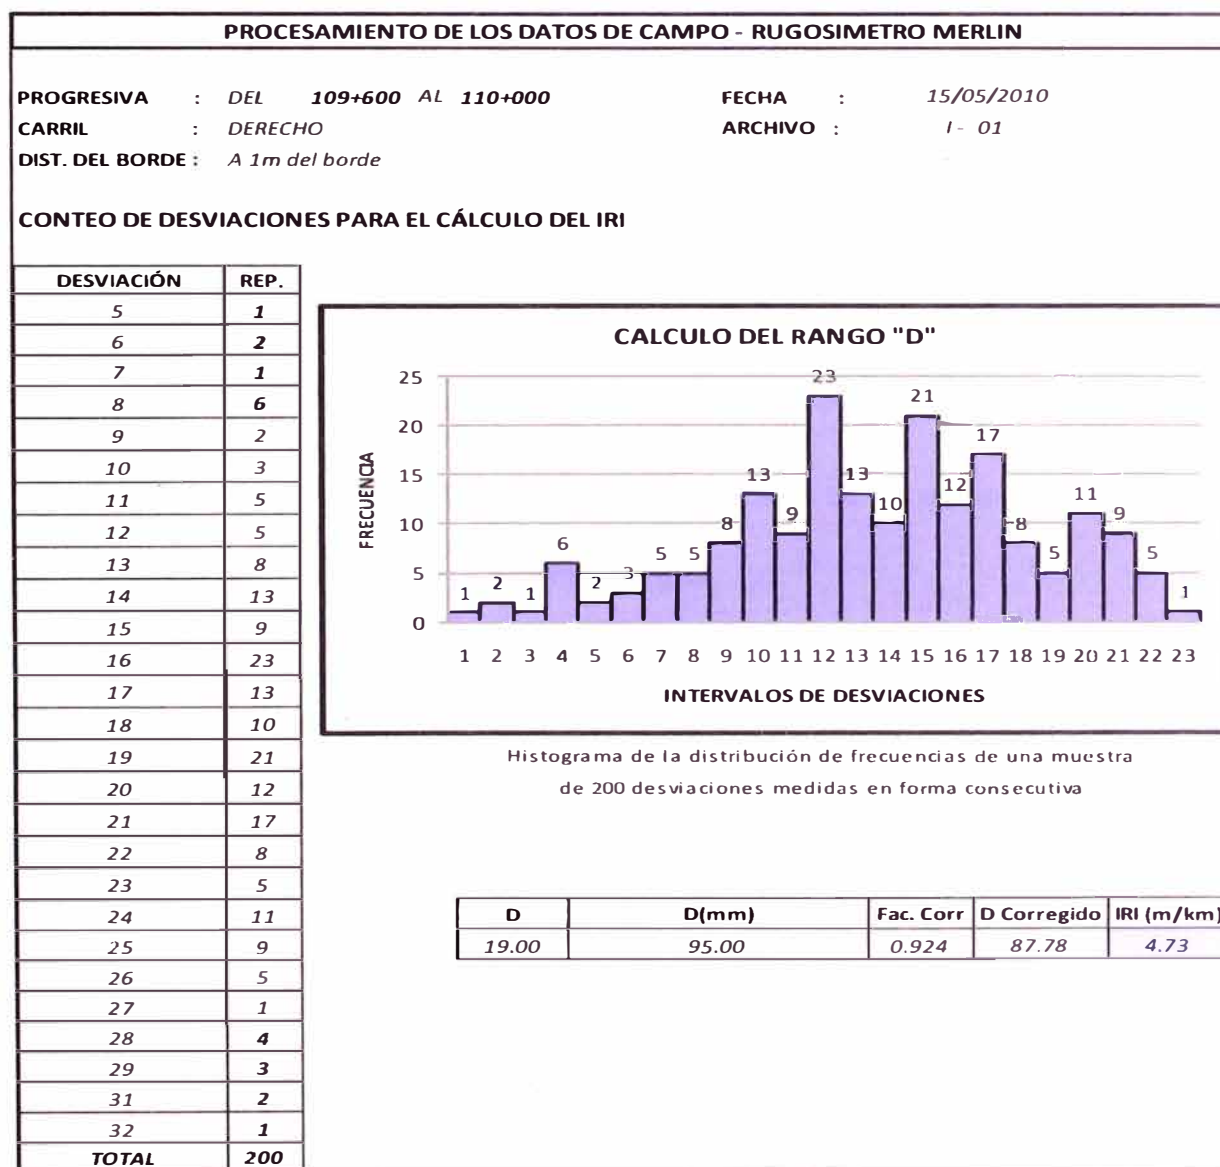 PROCESAMIENTO DE LOS DATOS DE CAMPO - RUGOSIMETRO MERLIN
PROGRESIVA : DEL 109+600 AL 110+000 FECHA : 15/05/2010
CARRIL : DERECHO ARCHIVO : I - 01
DIST. DEL BORDE : A 1m del borde
CONTEO DE DESVIACIONES PARA EL CÁLCULO DEL IRI
DESVIACIÓN REP.
5 1
6 2
7 1
8 6
9 2
10 3
11 5
12 5
13 8
14 13
15 9
16 23
17 13
18 10
19 21
20 12
21 17
22 8
23 5
24 11
25 9
26 5
27 1
28 4
29 3
31 2
32 1
TOTAL 200
CALCULO DEL RANGO "D"
FRECUENCIA
25
20
15
10
5
0
1 2 1 6 2 3 5 5 8 13 9 23 13 10 21 12 17 8 5 11 9 5 1
1 2 3 4 5 6 7 8 9 10 11 12 13 14 15 16 17 18 19 20 21 22 23
INTERVALOS DE DESVIACIONES
Histograma de la distribución de frecuencias de una muestra
de 200 desviaciones medidas en forma consecutiva
D D(mm) Fac. Corr D Corregido IRI (m/km)
19.00 95.00 0.924 87.78 4.73